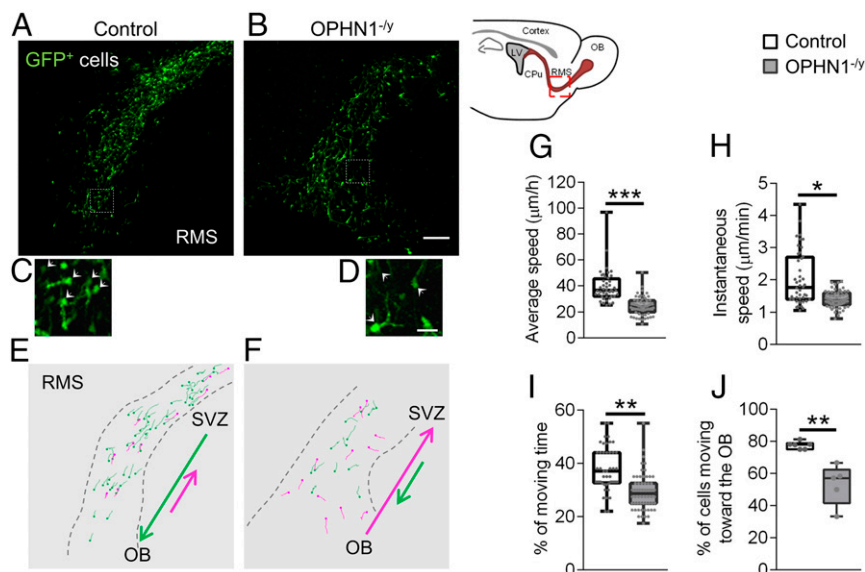 A
Control
B
OPHN1-/y
GFP+ cells
RMS
C
D
E
RMS
SVZ
OB
F
SVZ
OB
Cortex
LV
RMS
OB
CPu
Control
OPHN1-/y
G
Average speed (μm/h)
120
100
80
60
40
20
0
***
H
Instantaneous
speed (μm/min)
5
4
3
2
1
0
*
I
% of moving time
60
40
20
0
**
J
% of cells moving
toward the OB
100
80
60
40
20
0
**